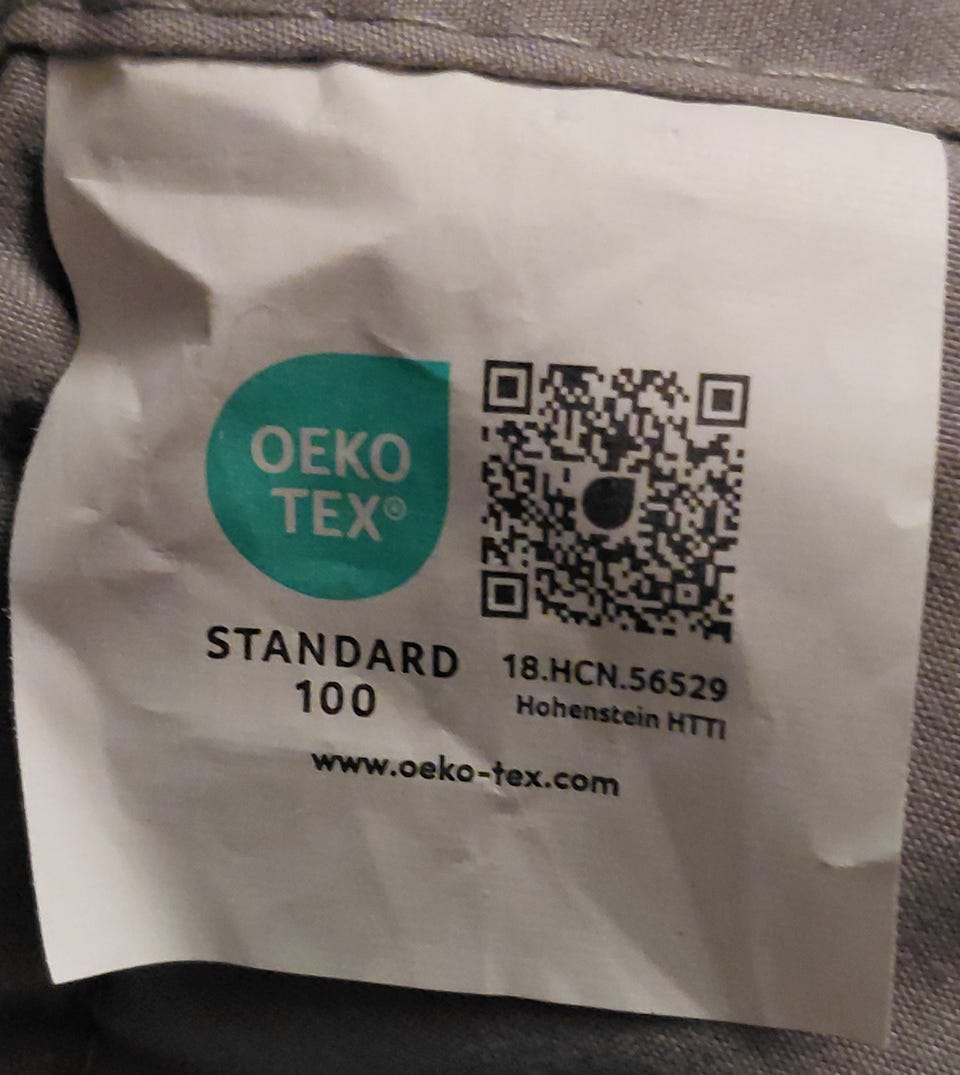 OEKO
TEX®
STANDARD
100
18.HCN.56529
Hohenstein HTTI
www.oeko-tex.com